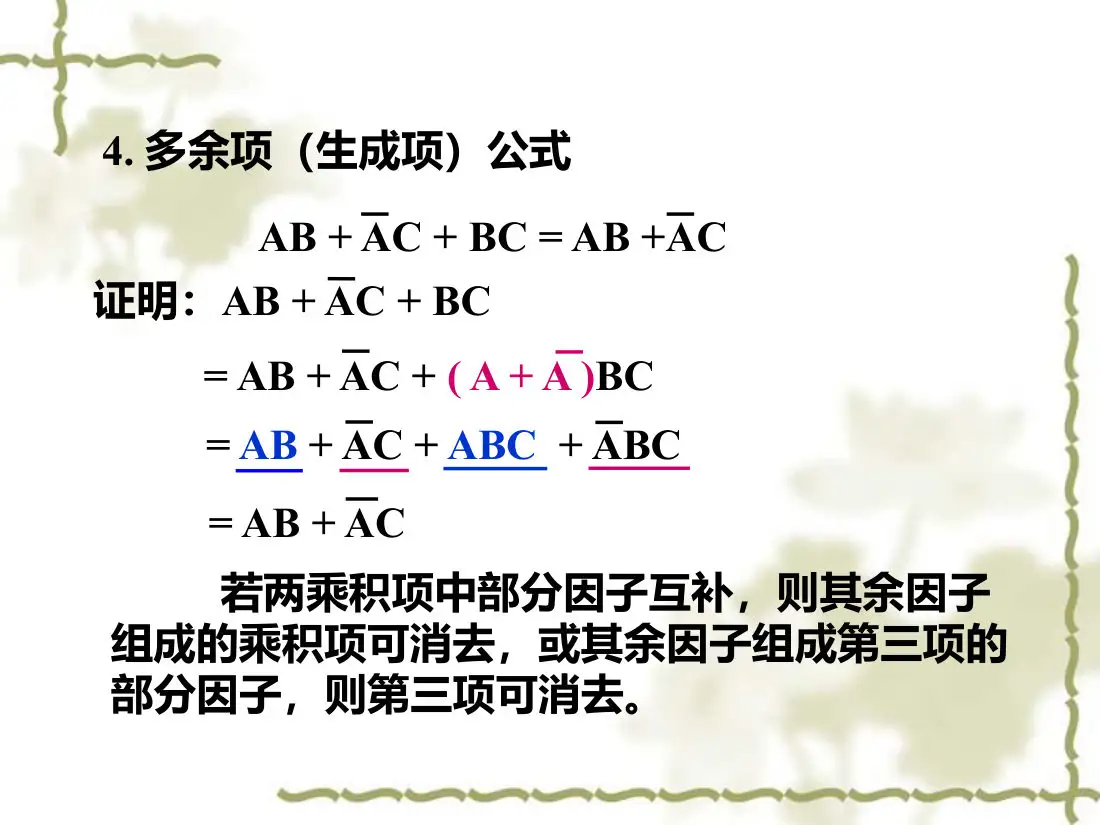 4. 多余项（生成项）公式
AB + A̅C + BC = AB +A̅C
证明：AB + A̅C + BC
= AB + A̅C + ( A + A̅ )BC
= AB + A̅C + ABC + A̅BC
= AB + A̅C
若两乘积项中部分因子互补，则其余因子
组成的乘积项可消去，或其余因子组成第三项的
部分因子，则第三项可消去。